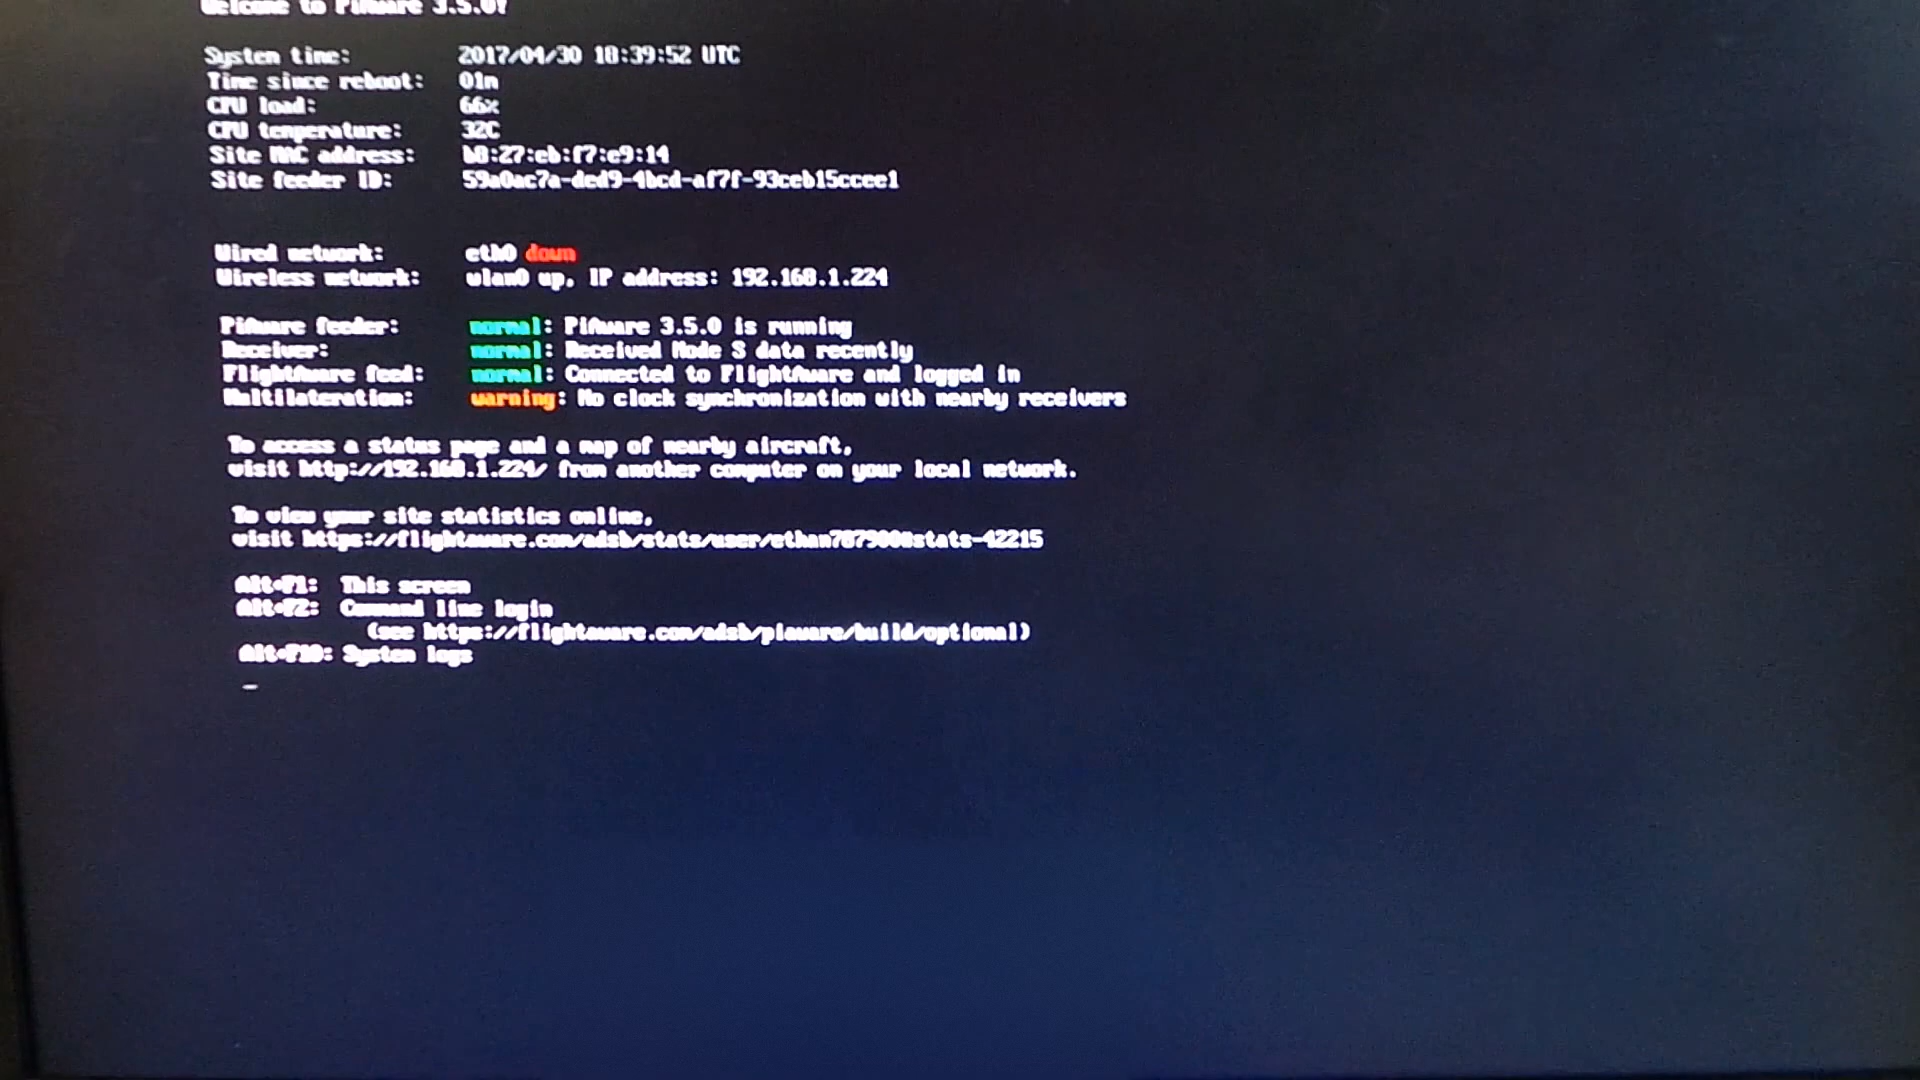 Welcome to PiAware 3.5.0!
System time: 2017/04/30 18:39:52 UTC
Time since reboot: 01m
CPU load: 66%
CPU temperature: 32C
Site MAC address: b8:27:eb:f7:e9:14
Site feeder ID: 59a0ac7a-ded9-4bcd-af7f-93ceb15ccee1
Wired network: eth0 down
Wireless network: wlan0 up, IP address: 192.168.1.224
PiAware feeder: normal: PiAware 3.5.0 is running
Receiver: normal: Received Mode S data recently
FlightAware feed: normal: Connected to FlightAware and logged in
Multilateration: warning: No clock synchronization with nearby receivers
To access a status page and a map of nearby aircraft,
visit http://192.168.1.224/ from another computer on your local network.
To view your site statistics online,
visit https://flightaware.com/adsb/stats/user/ethan787900#stats-42215
Alt+F1: This screen
Alt+F2: Command line login
(see https://flightaware.com/adsb/piaware/build/optional)
Alt+F10: System logs
_